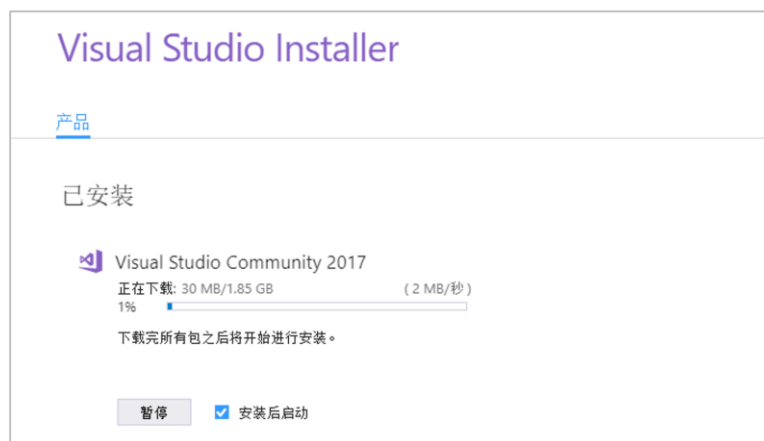 Visual Studio Installer
产品
已安装
Visual Studio Community 2017
正在下载: 30 MB/1.85 GB (2 MB/秒)
1%
下载完所有包之后将开始进行安装。
暂停 安装后启动